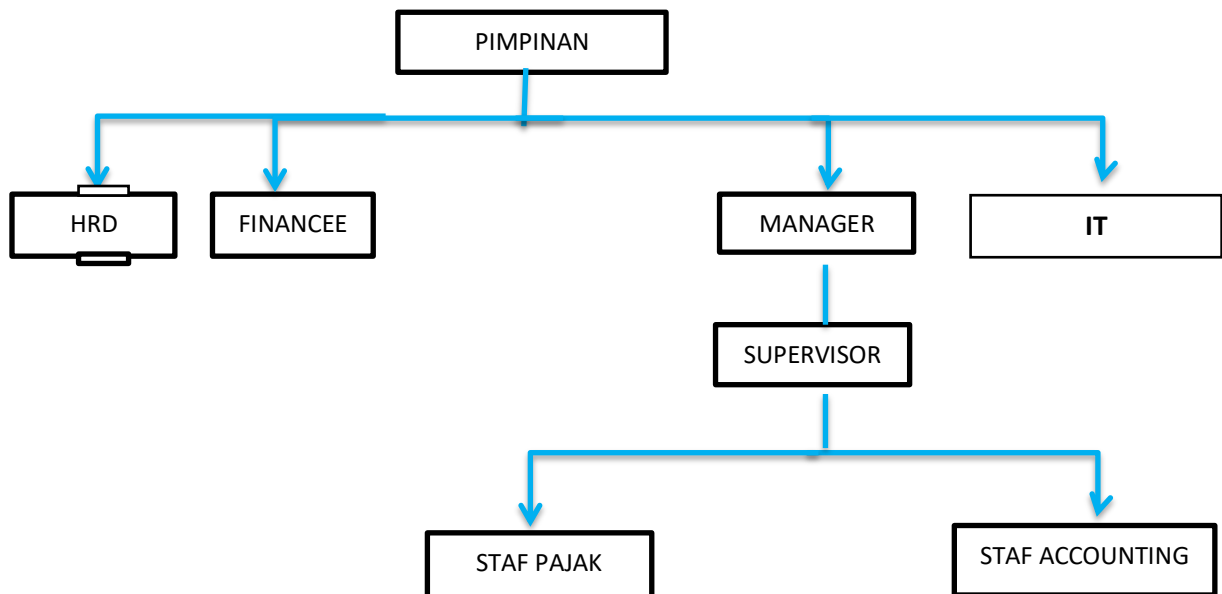 PIMPINAN
HRD
FINANCEE
MANAGER
IT
SUPERVISOR
STAF PAJAK
STAF ACCOUNTING